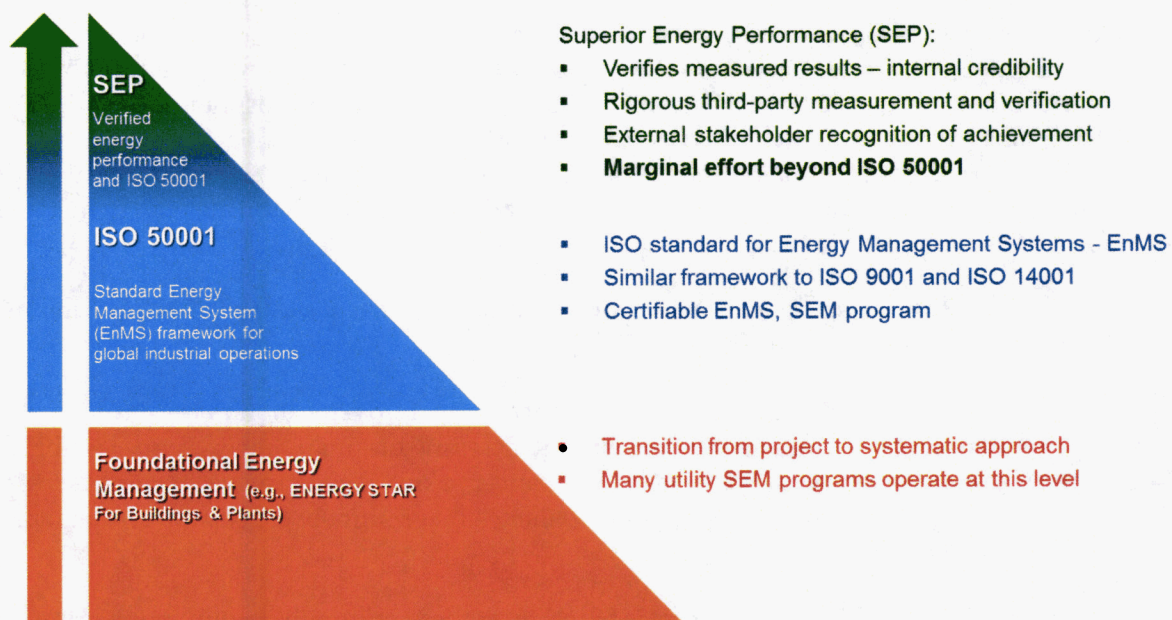 SEP
Verified
energy
performance
and ISO 50001
ISO 50001
Standard Energy
Management System
(EnMS) framework for
global industrial operations
Foundational Energy
Management (e.g., ENERGY STAR
For Buildings & Plants)
Superior Energy Performance (SEP):
▪ Verifies measured results – internal credibility
▪ Rigorous third-party measurement and verification
▪ External stakeholder recognition of achievement
▪ Marginal effort beyond ISO 50001
▪ ISO standard for Energy Management Systems - EnMS
▪ Similar framework to ISO 9001 and ISO 14001
▪ Certifiable EnMS, SEM program
• Transition from project to systematic approach
▪ Many utility SEM programs operate at this level